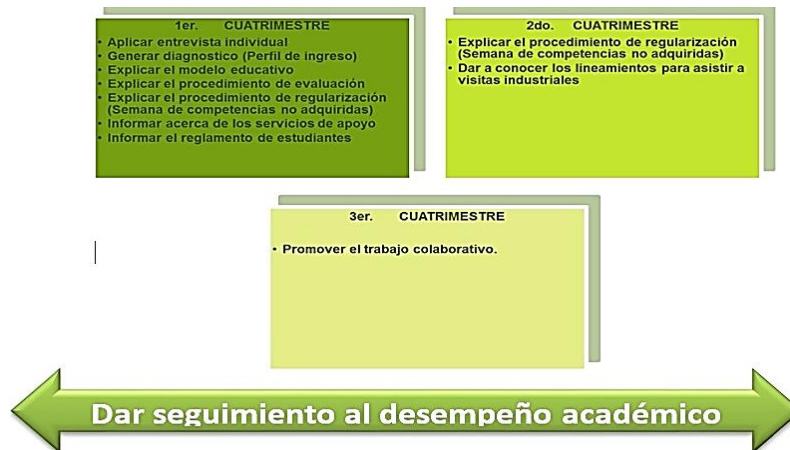 1er. CUATRIMESTRE
• Aplicar entrevista individual
• Generar diagnostico (Perfil de ingreso)
• Explicar el modelo educativo
• Explicar el procedimiento de evaluación
• Explicar el procedimiento de regularización
(Semana de competencias no adquiridas)
• Informar acerca de los servicios de apoyo
• Informar el reglamento de estudiantes
2do. CUATRIMESTRE
• Explicar el procedimiento de regularización
(Semana de competencias no adquiridas)
• Dar a conocer los lineamientos para asistir a
visitas industriales
3er. CUATRIMESTRE
• Promover el trabajo colaborativo.
Dar seguimiento al desempeño académico